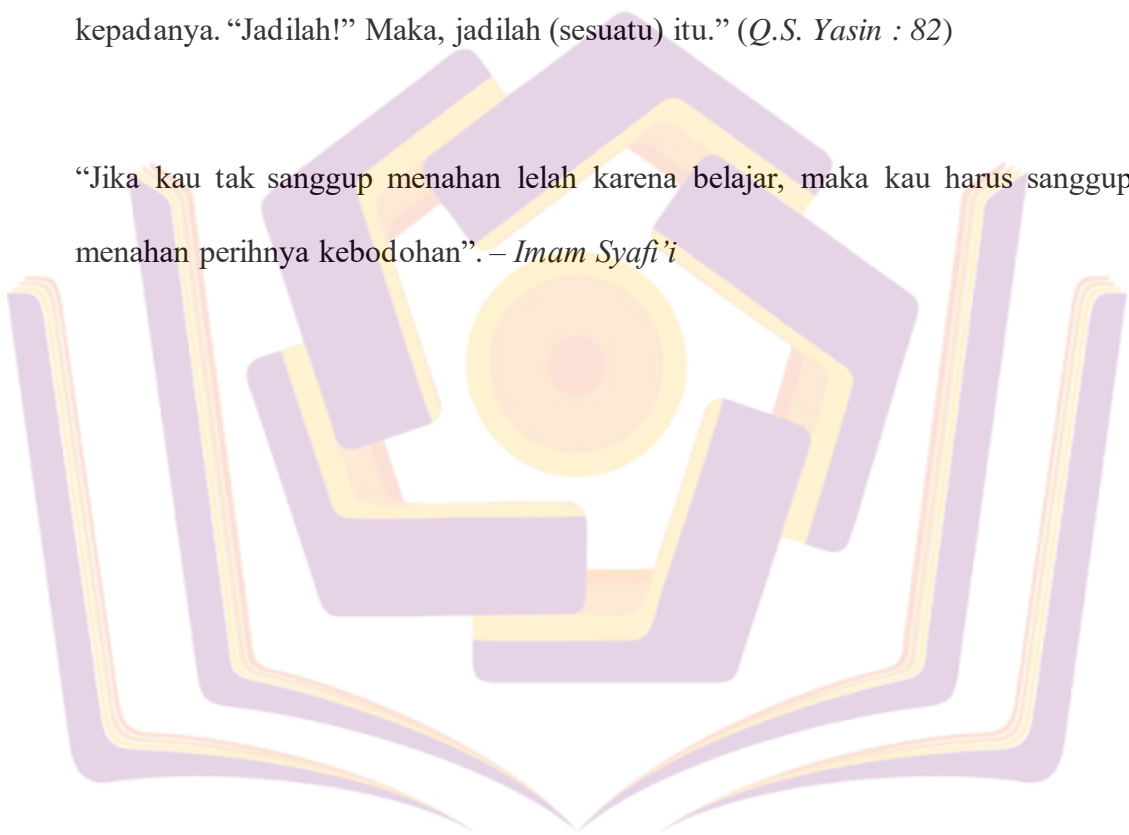 kepadanya. “Jadilah!” Maka, jadilah (sesuatu) itu.” (Q.S. Yasin : 82)
“Jika kau tak sanggup menahan lelah karena belajar, maka kau harus sanggup
menahan perihnya kebodohan”. – Imam Syafi’i